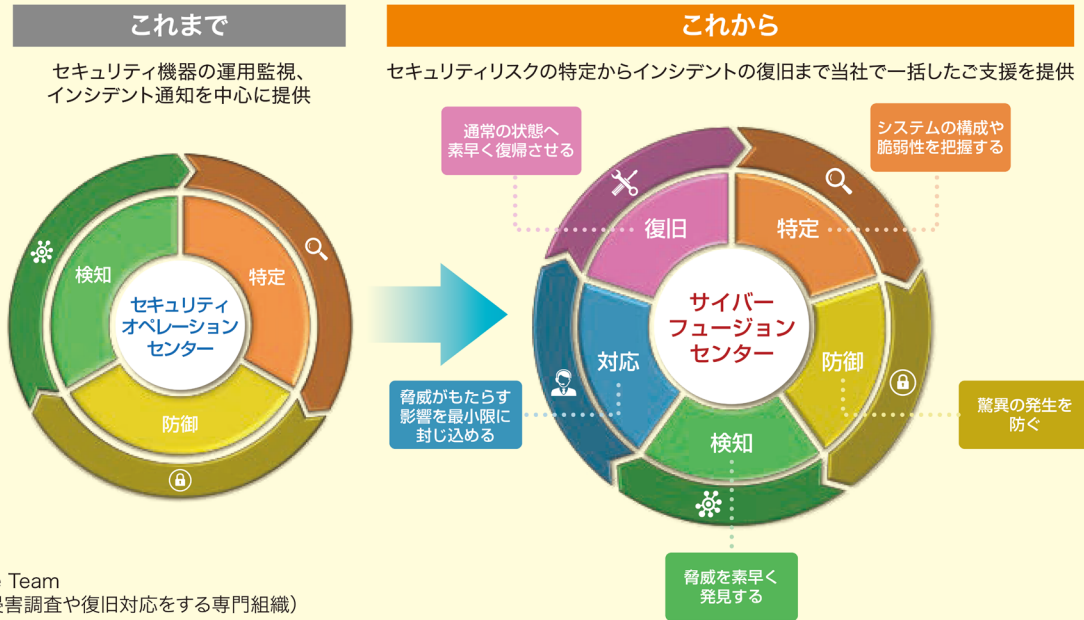 これまで
セキュリティ機器の運用監視、
インシデント通知を中心に提供
検知
特定
防御
セキュリティ
オペレーション
センター
これから
セキュリティリスクの特定からインシデントの復旧まで当社で一括したご支援を提供
通常の状態へ
素早く復帰させる
システムの構成や
脆弱性を把握する
復旧
特定
サイバー
フュージョン
センター
対応
防御
検知
脅威がもたらす
影響を最小限に
封じ込める
驚異の発生を
防ぐ
脅威を素早く
発見する
Team
害調査や復旧対応をする専門組織）